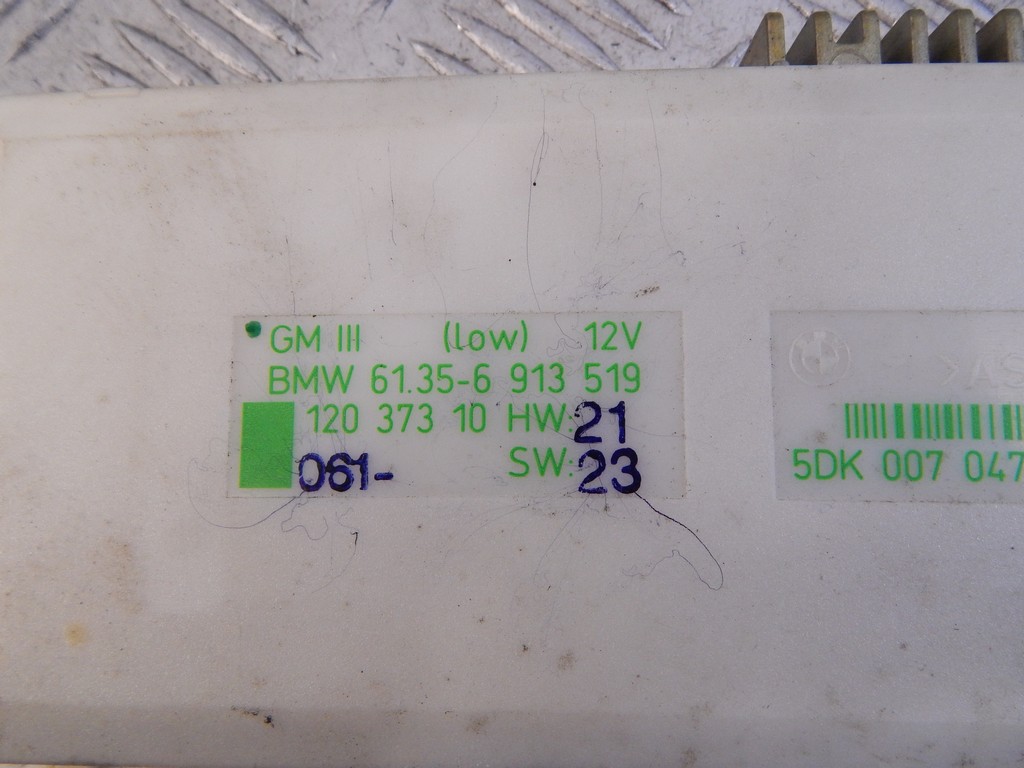 GM III (low) 12V
BMW 61.35-6 913 519
120 373 10 HW: 21
061- SW: 23
5DK 007 047